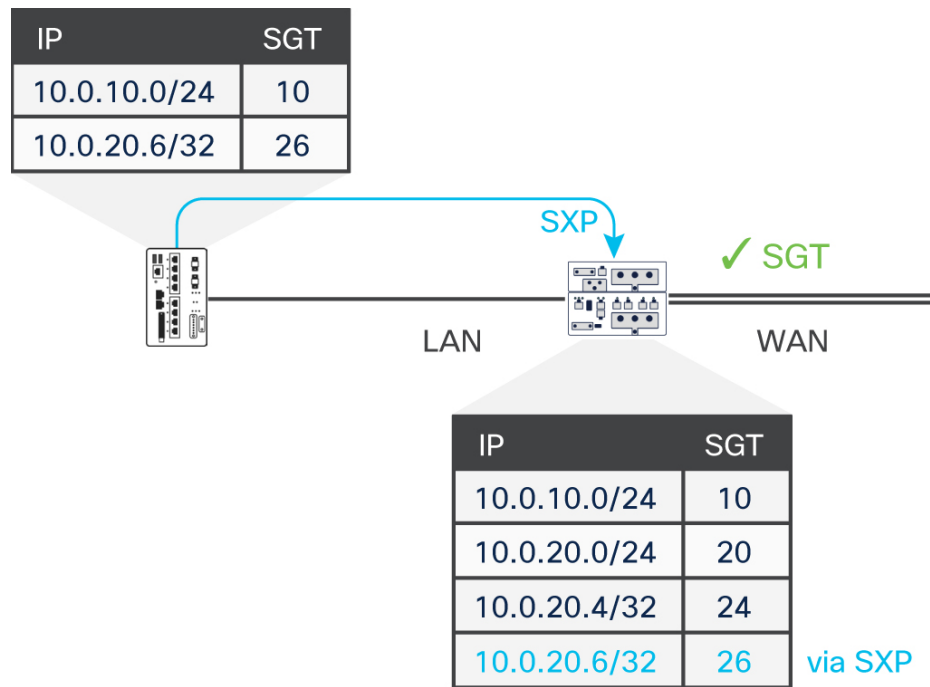 IP SGT
10.0.10.0/24 10
10.0.20.6/32 26
SXP
✓ SGT
LAN
WAN
IP SGT
10.0.10.0/24 10
10.0.20.0/24 20
10.0.20.4/32 24
10.0.20.6/32 26 via SXP